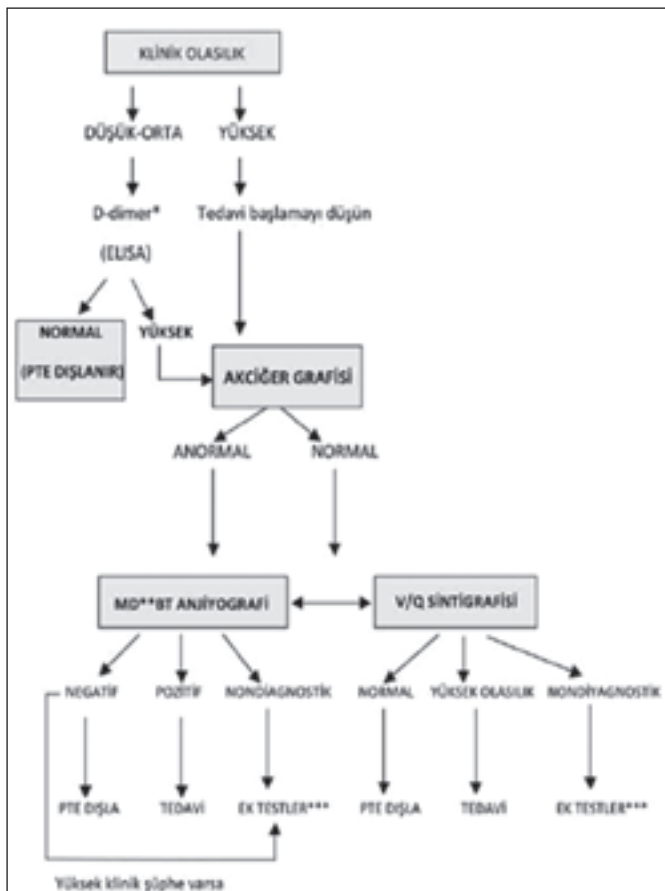 KLİNİK OLASILIK
DÜŞÜK-ORTA YÜKSEK
D-dimer* Tedavi başlamayı düşün
(ELISA)
NORMAL YÜKSEK
(PTE DIŞLANIR)
AKCİĞER GRAFİSİ
ANORMAL NORMAL
MD**BT ANJİYOGRAFİ V/Q SİNTİGRAFİSİ
NEGATİF POZİTİF NONDİAGNOSTİK NORMAL YÜKSEK OLASILIK NONDİYAGNOSTİK
PTE DIŞLA TEDAVİ EK TESTLER*** PTE DIŞLA TEDAVİ EK TESTLER***
Yüksek klinik şüphe varsa